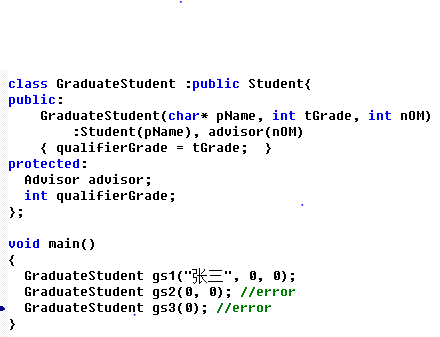 class GraduateStudent :public Student{
public:
    GraduateStudent(char* pName, int tGrade, int nOM)
        :Student(pName), advisor(nOM)
    { qualifierGrade = tGrade;  }
protected:
  Advisor advisor;
  int qualifierGrade;
};
void main()
{
  GraduateStudent gs1("张三", 0, 0);
  GraduateStudent gs2(0, 0); //error
  GraduateStudent gs3(0); //error
}